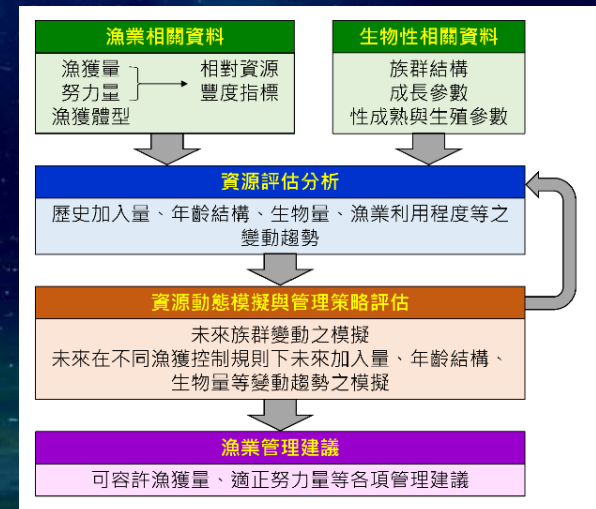 漁業相關資料
漁獲量
努力量
漁獲體型
相對資源
豐度指標
生物性相關資料
族群結構
成長參數
性成熟與生殖參數
資源評估分析
歷史加入量、年齡結構、生物量、漁業利用程度等之
變動趨勢
資源動態模擬與管理策略評估
未來族群變動之模擬
未來在不同漁獲控制規則下未來加入量、年齡結構、
生物量等變動趨勢之模擬
漁業管理建議
可容許漁獲量、適正努力量等各項管理建議